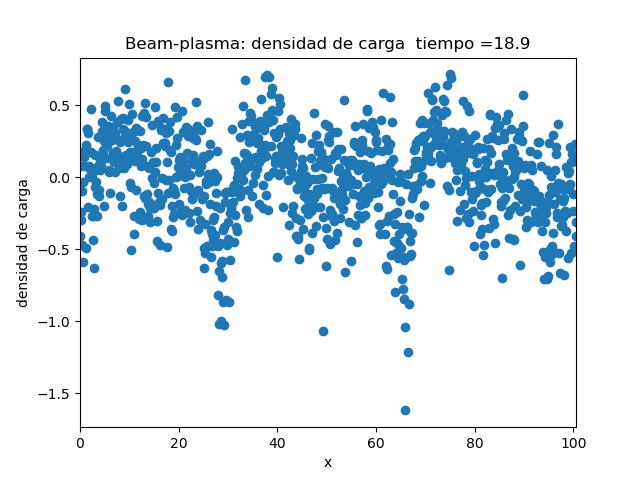 Beam-plasma: densidad de carga  tiempo =18.9
densidad de carga
0.5
0.0
−0.5
−1.0
−1.5
0 20 40 60 80 100
x